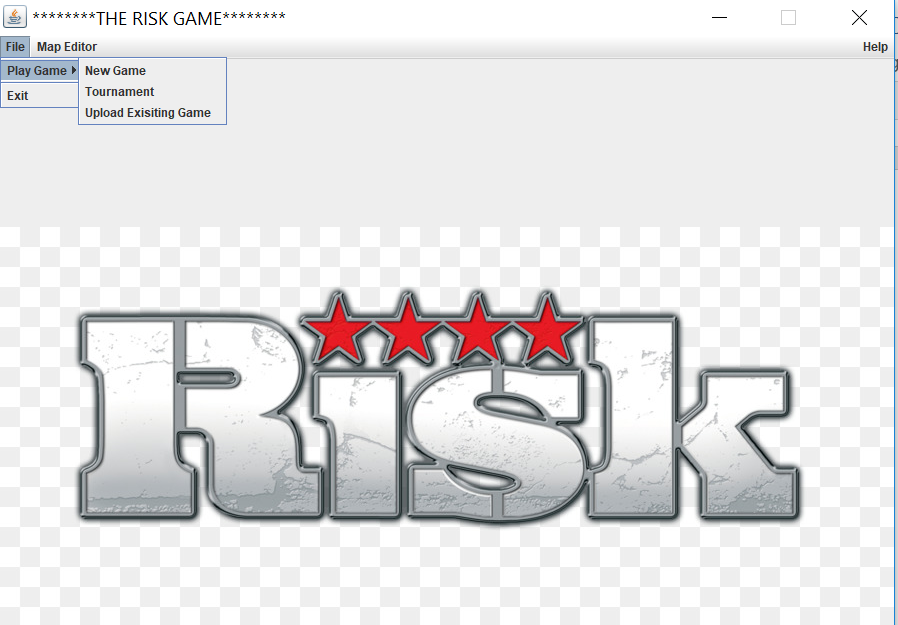 ********THE RISK GAME********
File Map Editor Help
Play Game New Game
Tournament
Exit
Upload Exisiting Game
Risk